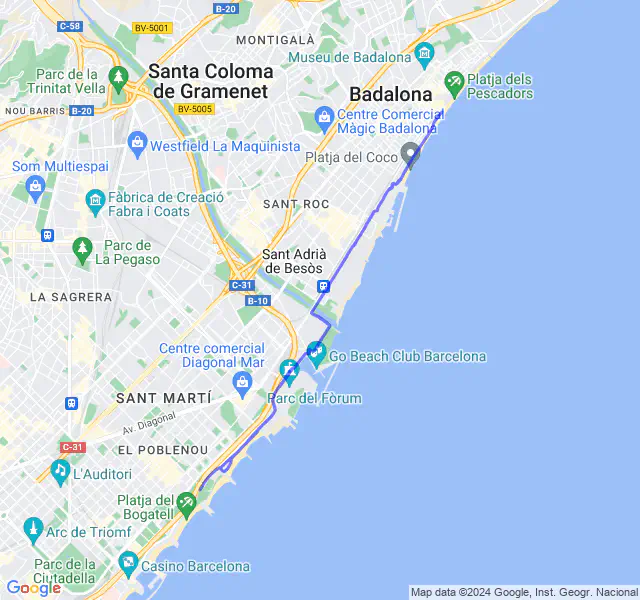 B-20
C-58
BV-5001
MONTIGALÀ
Museu de Badalona
Parc de la
Trinitat Vella
Santa Coloma
de Gramenet
Badalona
Platja dels
Pescadors
NOU BARRIS
B-20
BV-5005
Centre Comercial
Màgic Badalona
Westfield La Maquinista
Platja del Coco
Som Multiespai
Fàbrica de Creació
Fabra i Coats
SANT ROC
Parc de
La Pegaso
Sant Adrià
de Besòs
C-31
B-10
LA SAGRERA
Centre comercial
Diagonal Mar
Go Beach Club Barcelona
SANT MARTÍ
Parc del Fòrum
Av. Diagonal
C-31
EL POBLENOU
L'Auditori
Platja del
Bogatell
Arc de Triomf
Parc de la
Ciutadella
Casino Barcelona
Google
Map data ©2024 Google, Inst. Geogr. Nacional